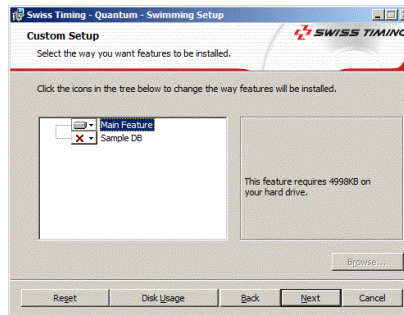 Swiss Timing - Quantum - Swimming Setup
Custom Setup
Select the way you want features to be installed.
SWISS TIMING
Click the icons in the tree below to change the way features will be installed.
Main Feature
Sample DB
This feature requires 4998KB on
your hard drive.
Browse...
Reset Disk Usage Back Next Cancel